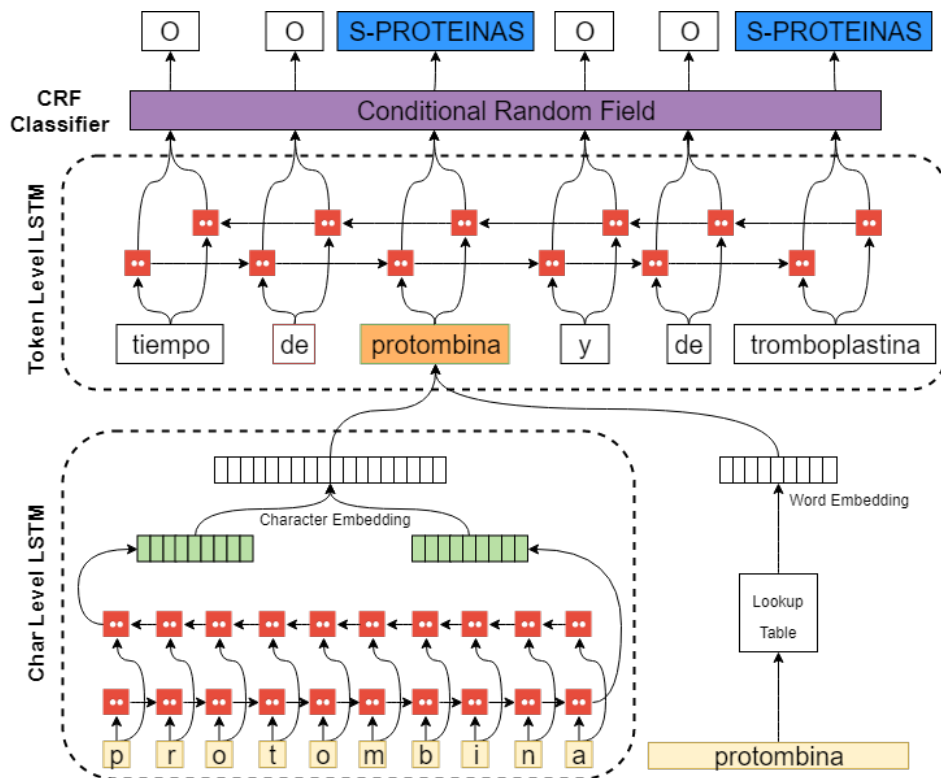 O O S-PROTEINAS O O S-PROTEINAS
CRF
Classifier
Conditional Random Field
Token Level LSTM
tiempo de protombina y de tromboplastina
Char Level LSTM
Character Embedding
Word Embedding
Lookup
Table
p r o t o m b i n a
protombina